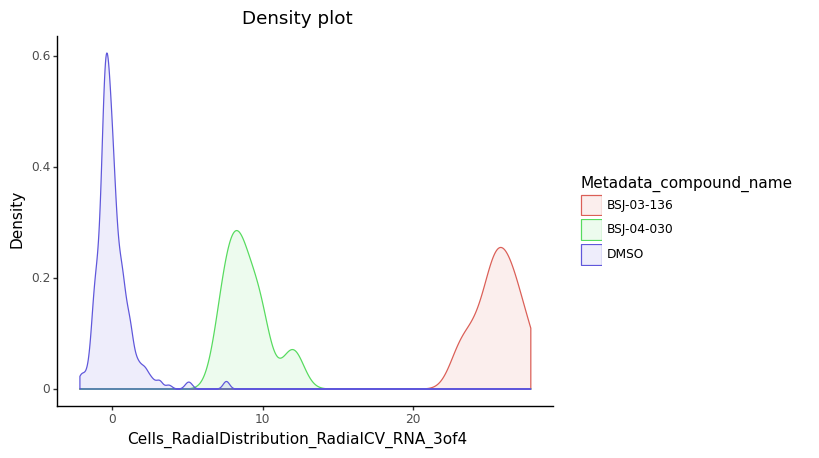 Density plot
0.6
0.4
0.2
0
Density
0
10
20
Cells_RadialDistribution_RadialCV_RNA_3of4
Metadata_compound_name
BSJ-03-136
BSJ-04-030
DMSO